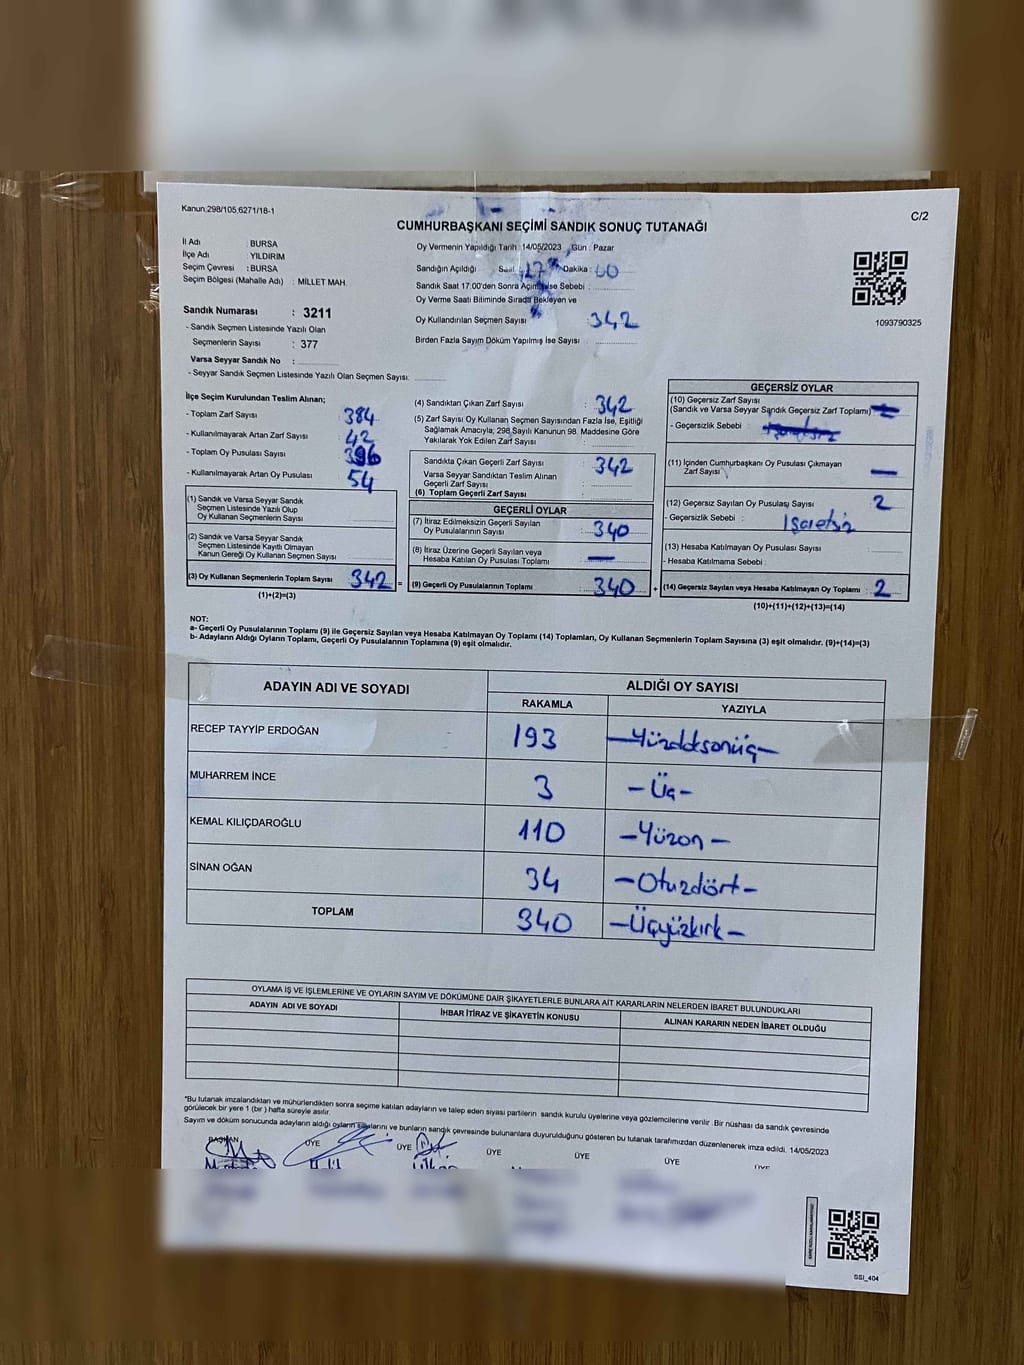 Kanun:298/105,6271/18-1
C/2
CUMHURBAŞKANI SEÇİMİ SANDIK SONUÇ TUTANAĞI
İl Adı : BURSA
İlçe Adı : YILDIRIM
Seçim Çevresi : BURSA
Seçim Bölgesi (Mahalle Adı) : MİLLET MAH.
Sandık Numarası : 3211
- Sandık Seçmen Listesinde Yazılı Olan
Seçmenlerin Sayısı : 377
Varsa Seyyar Sandık No :
- Seyyar Sandık Seçmen Listesinde Yazılı Olan Seçmen Sayısı:
Oy Vermenin Yapıldığı Tarih :14/05/2023 Gün : Pazar
Sandığın Açıldığı Saat : 17 Dakika : 00
Sandık Saat 17:00'den Sonra Açılmış İse Sebebi :
Oy Verme Saati Bitiminde Sırada Bekleyen ve
Oy Kullandırılan Seçmen Sayısı : 342
Birden Fazla Sayım Döküm Yapılmış İse Sayısı :
1093790325
İlçe Seçim Kurulundan Teslim Alınan;
- Toplam Zarf Sayısı 384
- Kullanılmayarak Artan Zarf Sayısı 42
- Toplam Oy Pusulası Sayısı 396
- Kullanılmayarak Artan Oy Pusulası 54
(1) Sandık ve Varsa Seyyar Sandık
Seçmen Listesinde Yazılı Olup
Oy Kullanan Seçmenlerin Sayısı
(2) Sandık ve Varsa Seyyar Sandık
Seçmen Listesinde Kayıtlı Olmayan
Kanun Gereği Oy Kullanan Seçmen Sayısı
(3) Oy Kullanan Seçmenlerin Toplam Sayısı 342 =
(1)+(2)=(3)
(4) Sandıktan Çıkan Zarf Sayısı : 342
(5) Zarf Sayısı Oy Kullanan Seçmen Sayısından Fazla İse, Eşitliği
Sağlamak Amacıyla; 298 Sayılı Kanunun 98. Maddesine Göre
Yakılarak Yok Edilen Zarf Sayısı :
Sandıkta Çıkan Geçerli Zarf Sayısı : 342
Varsa Seyyar Sandıktan Teslim Alınan
Geçerli Zarf Sayısı :
(6) Toplam Geçerli Zarf Sayısı :
GEÇERLİ OYLAR
(7) İtiraz Edilmeksizin Geçerli Sayılan
Oy Pusulalarının Sayısı : 340
(8) İtiraz Üzerine Geçerli Sayılan veya
Hesaba Katılan Oy Pusulası Toplamı : —
(9) Geçerli Oy Pusulalarının Toplamı : 340 +
GEÇERSİZ OYLAR
(10) Geçersiz Zarf Sayısı
(Sandık ve Varsa Seyyar Sandık Geçersiz Zarf Toplamı)
- Geçersizlik Sebebi :
(11) İçinden Cumhurbaşkanı Oy Pusulası Çıkmayan
Zarf Sayısı : —
(12) Geçersiz Sayılan Oy Pusulası Sayısı : 2
- Geçersizlik Sebebi : İşaretsiz
(13) Hesaba Katılmayan Oy Pusulası Sayısı :
- Hesaba Katılmama Sebebi :
(14) Geçersiz Sayılan veya Hesaba Katılmayan Oy Toplamı : 2
(10)+(11)+(12)+(13)=(14)
NOT:
a- Geçerli Oy Pusulalarının Toplamı (9) ile Geçersiz Sayılan veya Hesaba Katılmayan Oy Toplamı (14) Toplamları, Oy Kullanan Seçmenlerin Toplam Sayısına (3) eşit olmalıdır. (9)+(14)=(3)
b- Adayların Aldığı Oyların Toplamı, Geçerli Oy Pusulalarının Toplamına (9) eşit olmalıdır.
ADAYIN ADI VE SOYADI ALDIĞI OY SAYISI
RAKAMLA YAZIYLA
RECEP TAYYİP ERDOĞAN 193 —Yüzdoksanüç—
MUHARREM İNCE 3 —Üç—
KEMAL KILIÇDAROĞLU 110 —Yüzon—
SİNAN OĞAN 34 —Otuzdört—
TOPLAM 340 —Üçyüzkırk—
OYLAMA İŞ VE İŞLEMLERİNE VE OYLARIN SAYIM VE DÖKÜMÜNE DAİR ŞİKAYETLERLE BUNLARA AİT KARARLARIN NELERDEN İBARET BULUNDUKLARI
ADAYIN ADI VE SOYADI İHBAR İTİRAZ VE ŞİKAYETİN KONUSU ALINAN KARARIN NEDEN İBARET OLDUĞU
*Bu tutanak imzalandıktan ve mühürlendikten sonra seçime katılan adayların ve talep eden siyasi partilerin sandık kurulu üyelerine veya gözlemcilerine verilir. Bir nüshası da sandık çevresinde
görülecek bir yere 1 (bir) hafta süreyle asılır.
Sayım ve döküm sonucunda adayların aldığı oyların sayılarını ve bunların sandık çevresinde bulunanlara duyurulduğunu gösteren bu tutanak tarafımızdan düzenlenerek imza edildi. 14/05/2023
BAŞKAN ÜYE ÜYE ÜYE ÜYE ÜYE ÜYE
SSI_404